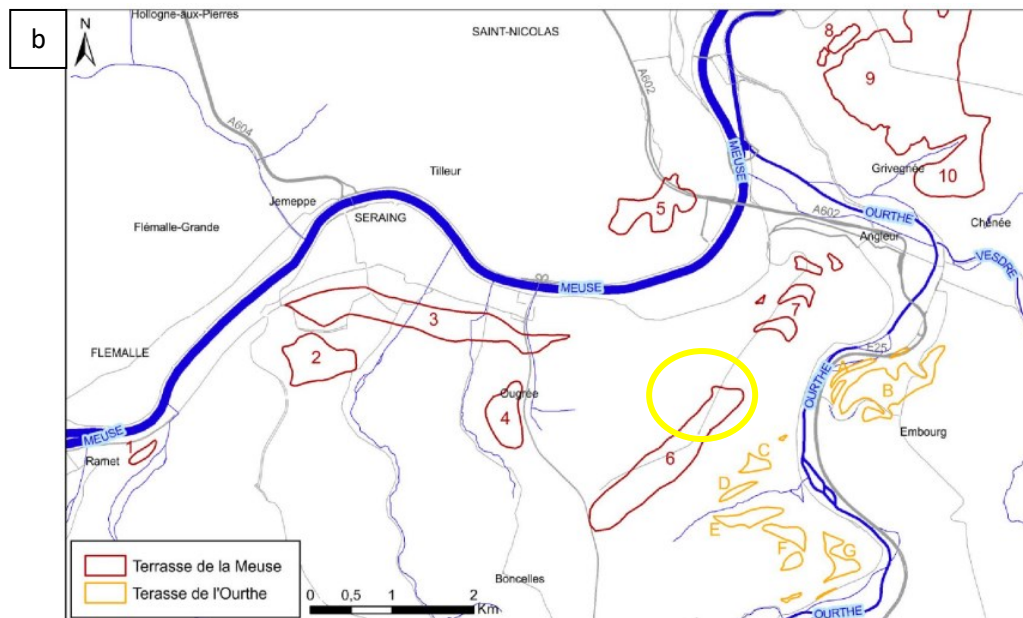 b
Hollogne-aux-Pierres
N
SAINT-NICOLAS
8
A602
9
A604
Tilleur
MEUSE
Grivegnée
10
Jemeppe
SERAING
5
Flémalle-Grande
A602
OURTHE
Chênée
Angleur
VESDRE
MEUSE
3
7
FLEMALLE
2
E25
A
B
OURTHE
Ougrée
4
MEUSE
1
Ramet
Embourg
6
C
D
E
F
G
Terrasse de la Meuse
Terasse de l'Ourthe
Boncelles
0 0,5 1 2
Km
OURTHE